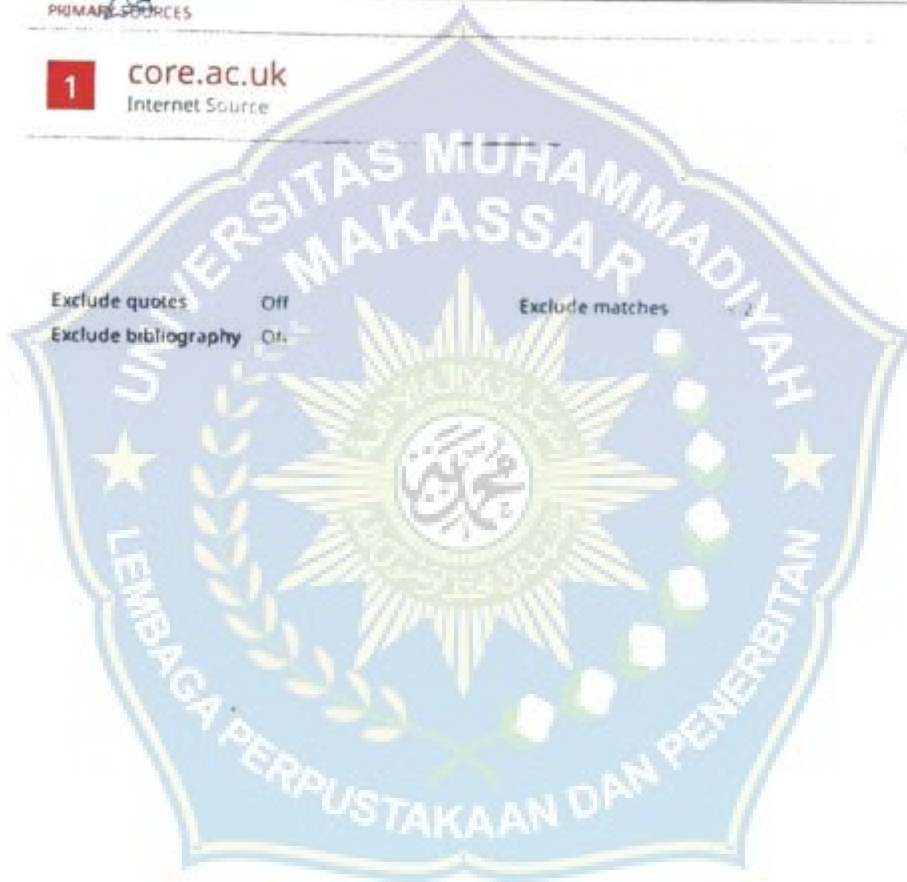 PRIMARY SOURCES
1 core.ac.uk
Internet Source
UNIVERSITAS MUHAMMADIYAH
MAKASSAR
Exclude quotes Off
Exclude matches
Exclude bibliography
LEMBAGA PERPUSTAKAAN DAN PENERBITAN